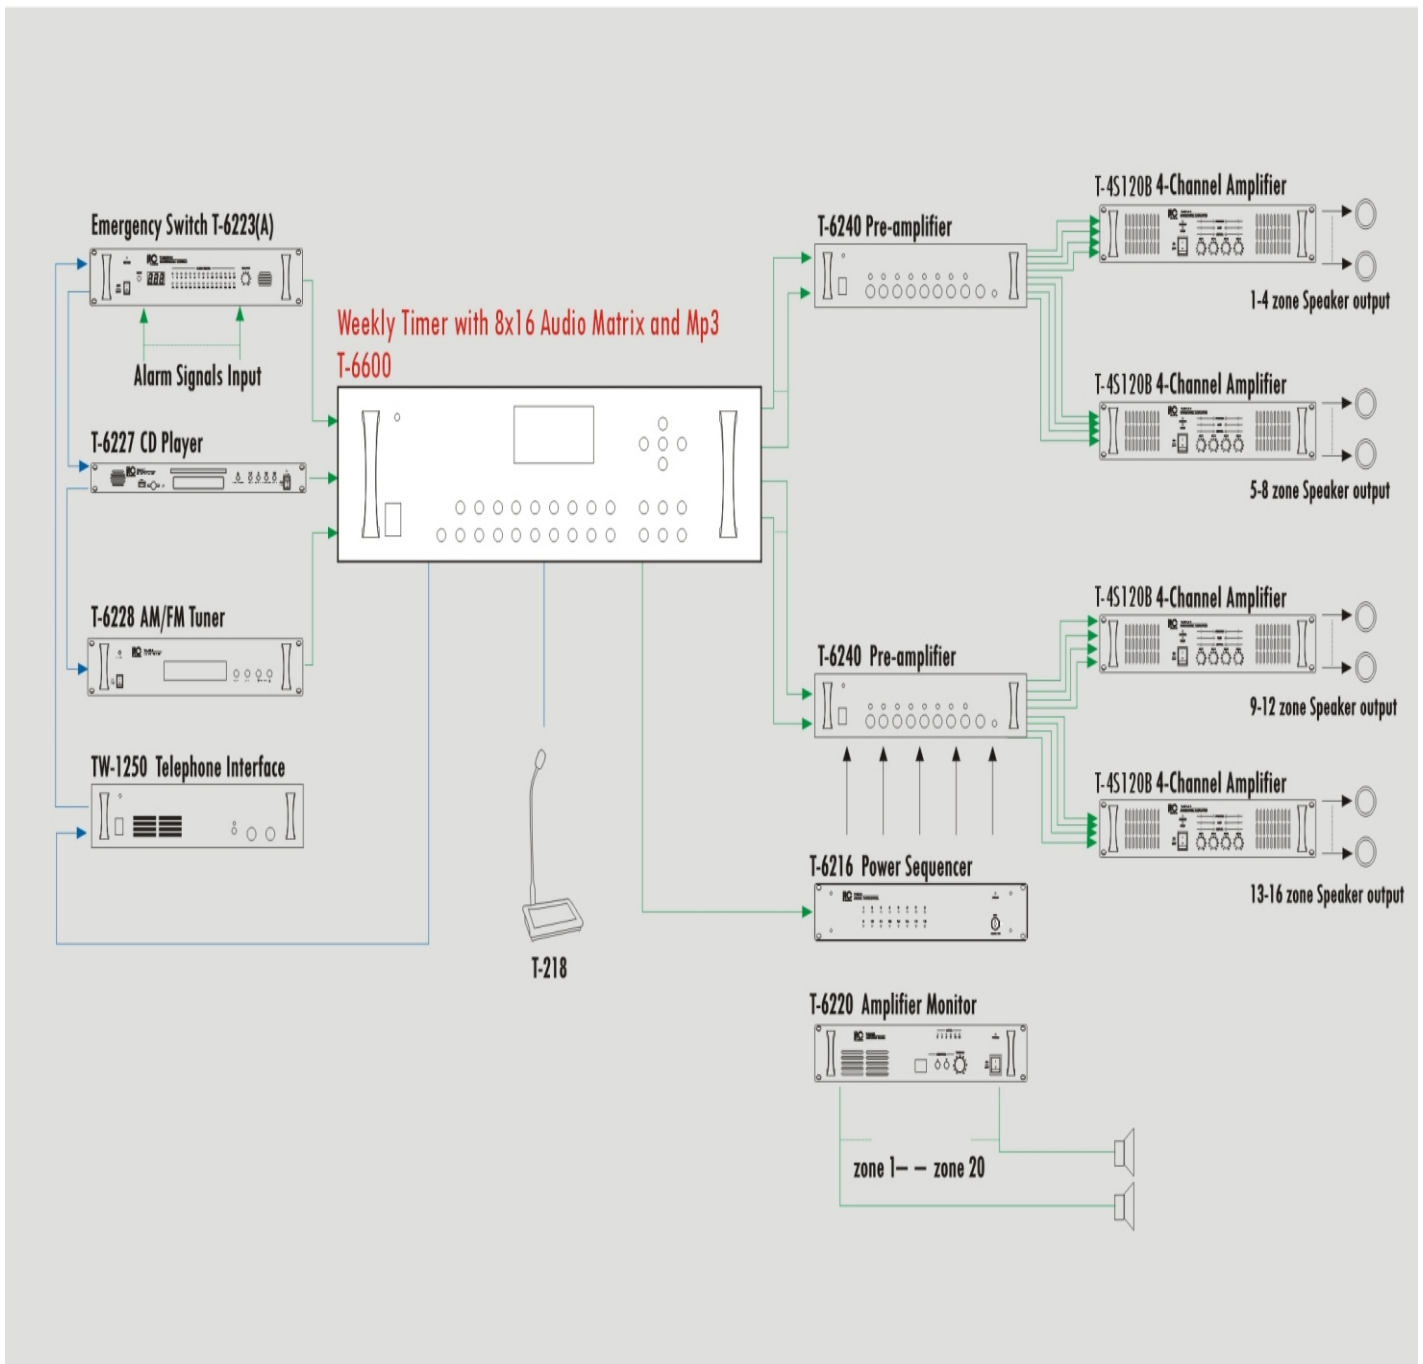 T-4S120B 4-Channel Amplifier
Emergency Switch T-6223(A)
T-6240 Pre-amplifier
1-4 zone Speaker output
Weekly Timer with 8x16 Audio Matrix and Mp3
T-6600
Alarm Signals Input
T-4S120B 4-Channel Amplifier
T-6227 CD Player
5-8 zone Speaker output
T-4S120B 4-Channel Amplifier
T-6228 AM/FM Tuner
T-6240 Pre-amplifier
9-12 zone Speaker output
TW-1250 Telephone Interface
T-4S120B 4-Channel Amplifier
T-6216 Power Sequencer
13-16 zone Speaker output
T-218
T-6220 Amplifier Monitor
zone 1– – zone 20